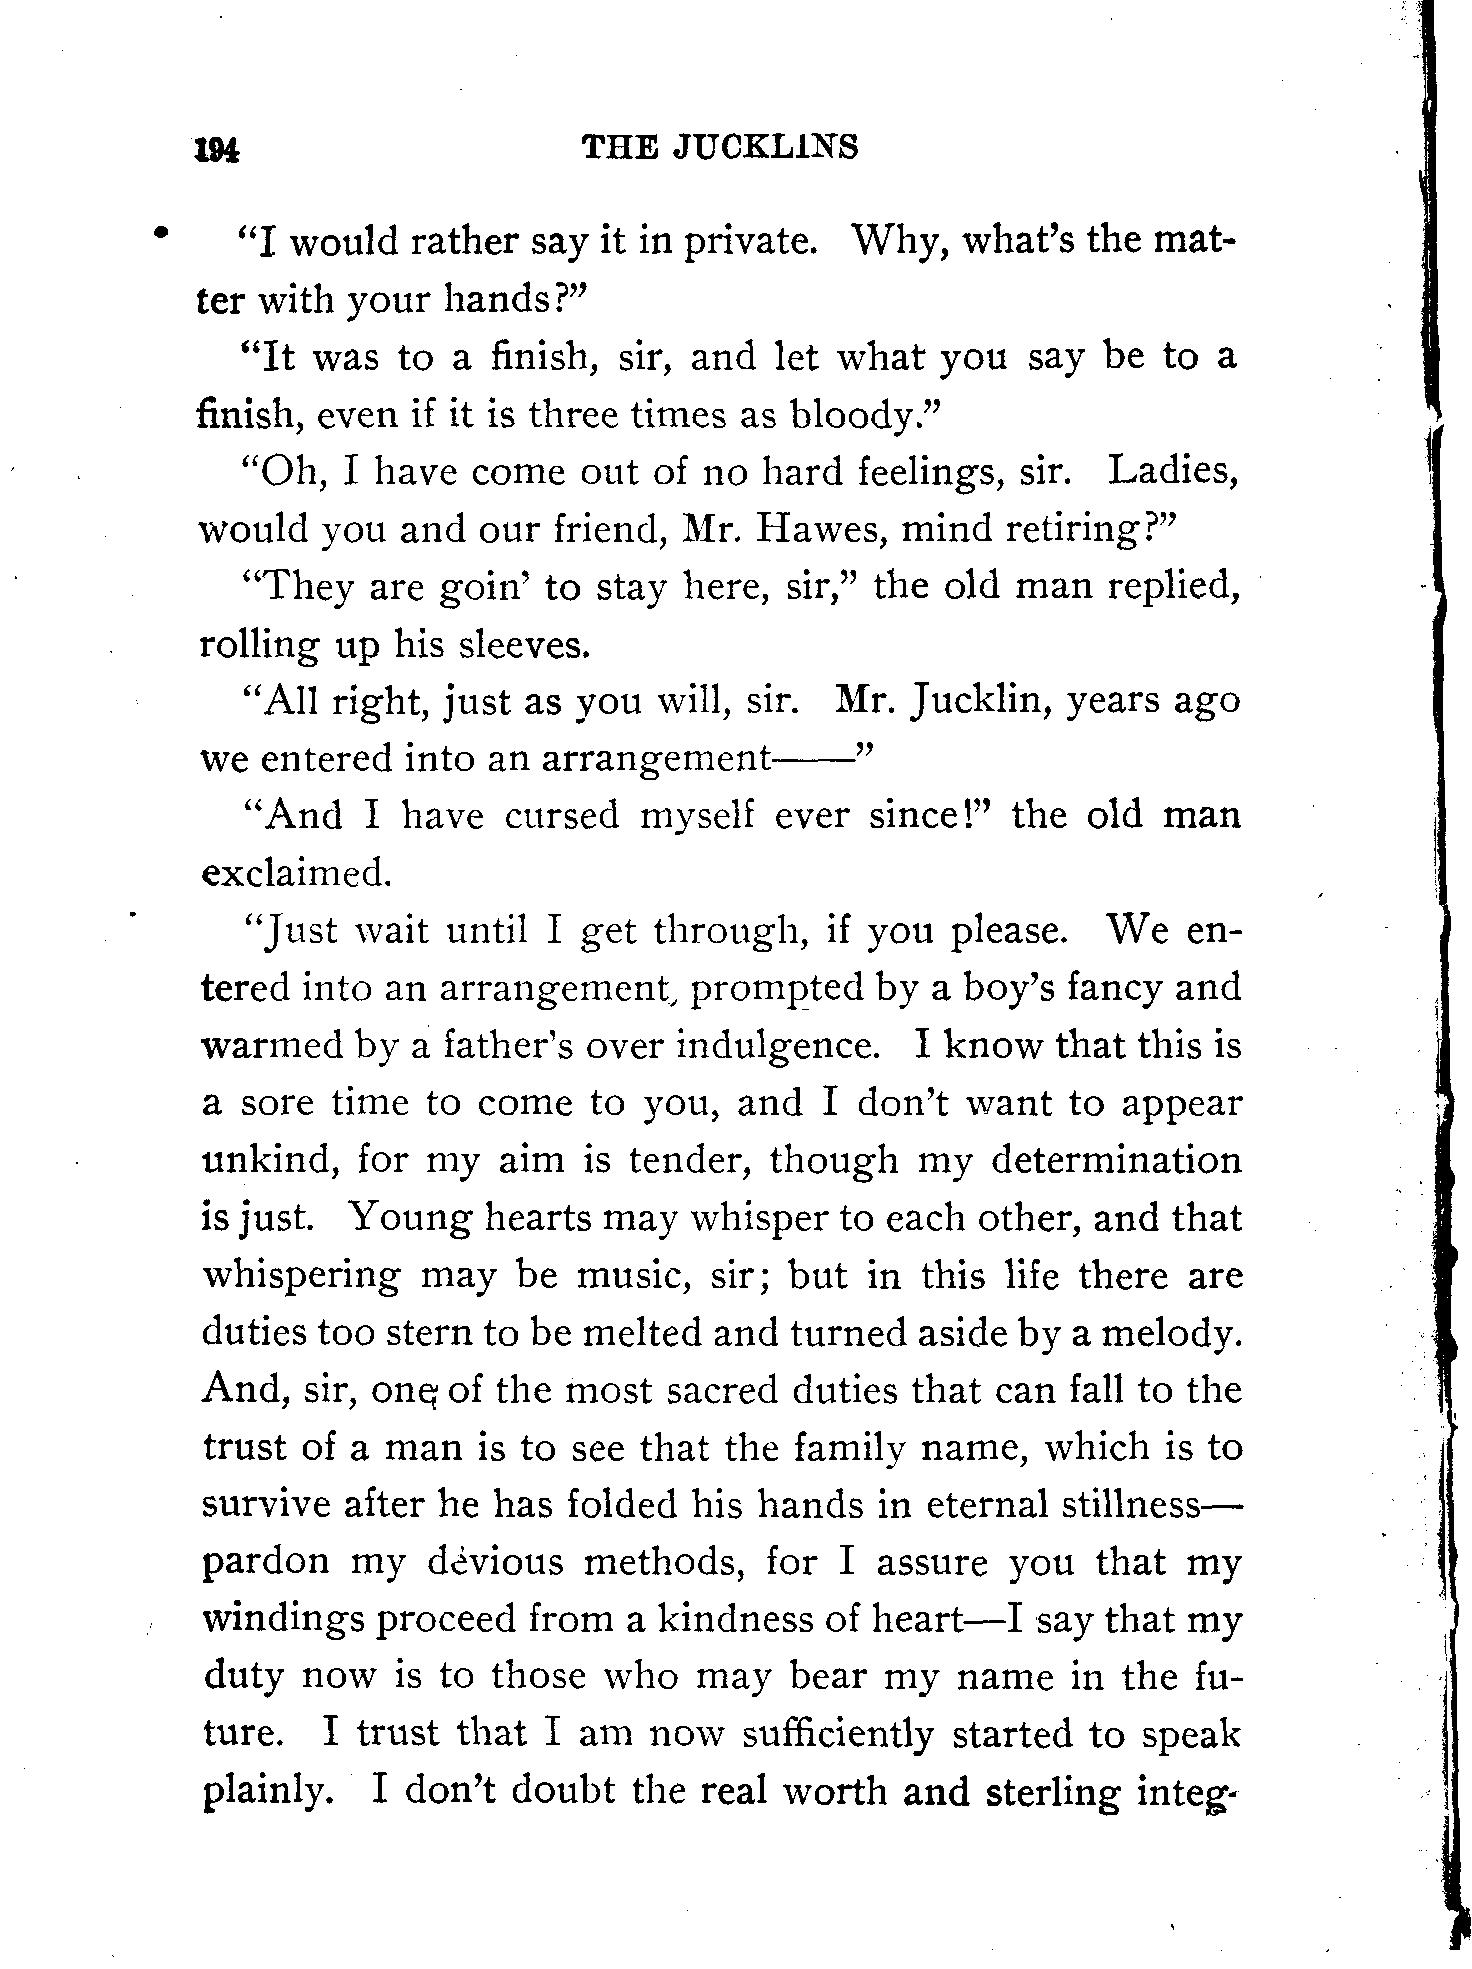 194 THE JUCKLINS
"I would rather say it in private. Why, what's the mat-
ter with your hands?"
"It was to a finish, sir, and let what you say be to a
finish, even if it is three times as bloody."
"Oh, I have come out of no hard feelings, sir. Ladies,
would you and our friend, Mr. Hawes, mind retiring?"
"They are goin' to stay here, sir," the old man replied,
rolling up his sleeves.
"All right, just as you will, sir. Mr. Jucklin, years ago
we entered into an arrangement——"
"And I have cursed myself ever since!" the old man
exclaimed.
"Just wait until I get through, if you please. We en-
tered into an arrangement, prompted by a boy's fancy and
warmed by a father's over indulgence. I know that this is
a sore time to come to you, and I don't want to appear
unkind, for my aim is tender, though my determination
is just. Young hearts may whisper to each other, and that
whispering may be music, sir; but in this life there are
duties too stern to be melted and turned aside by a melody.
And, sir, one of the most sacred duties that can fall to the
trust of a man is to see that the family name, which is to
survive after he has folded his hands in eternal stillness—
pardon my devious methods, for I assure you that my
windings proceed from a kindness of heart—I say that my
duty now is to those who may bear my name in the fu-
ture. I trust that I am now sufficiently started to speak
plainly. I don't doubt the real worth and sterling integ-